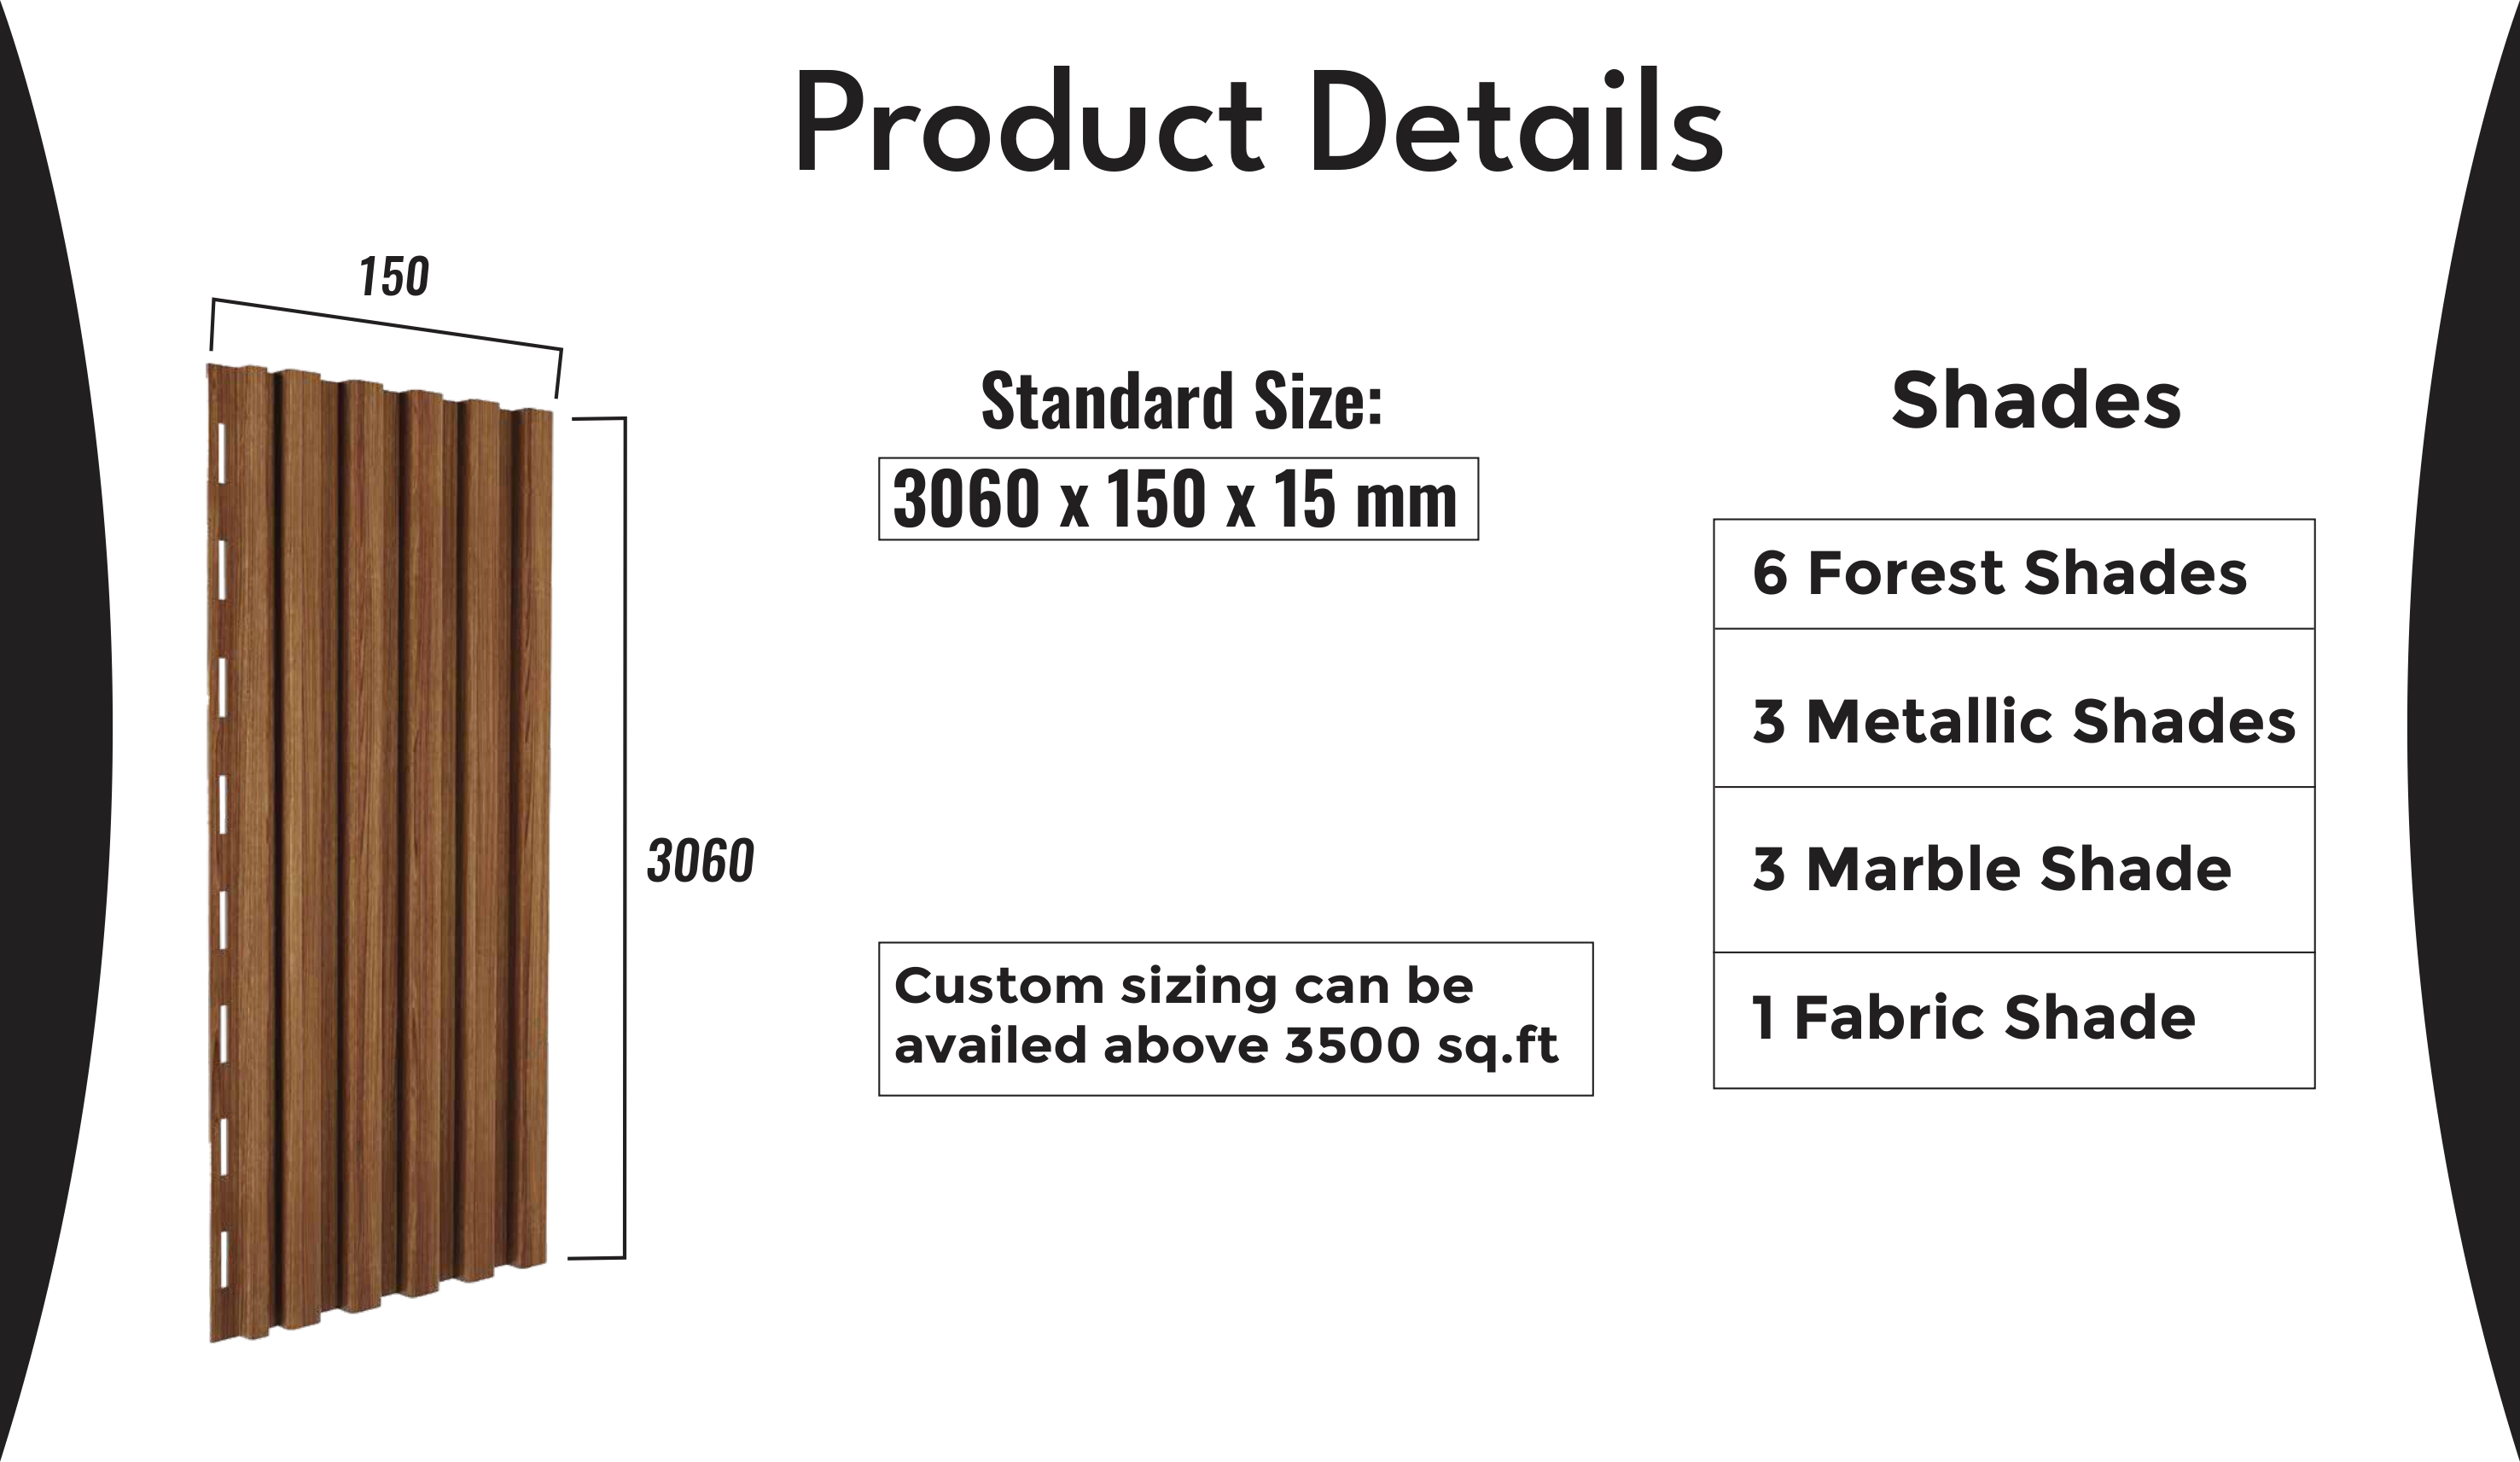 Product Details
150
3060
Standard Size:
3060 x 150 x 15 mm
Custom sizing can be
availed above 3500 sq.ft
Shades
6 Forest Shades
3 Metallic Shades
3 Marble Shade
1 Fabric Shade